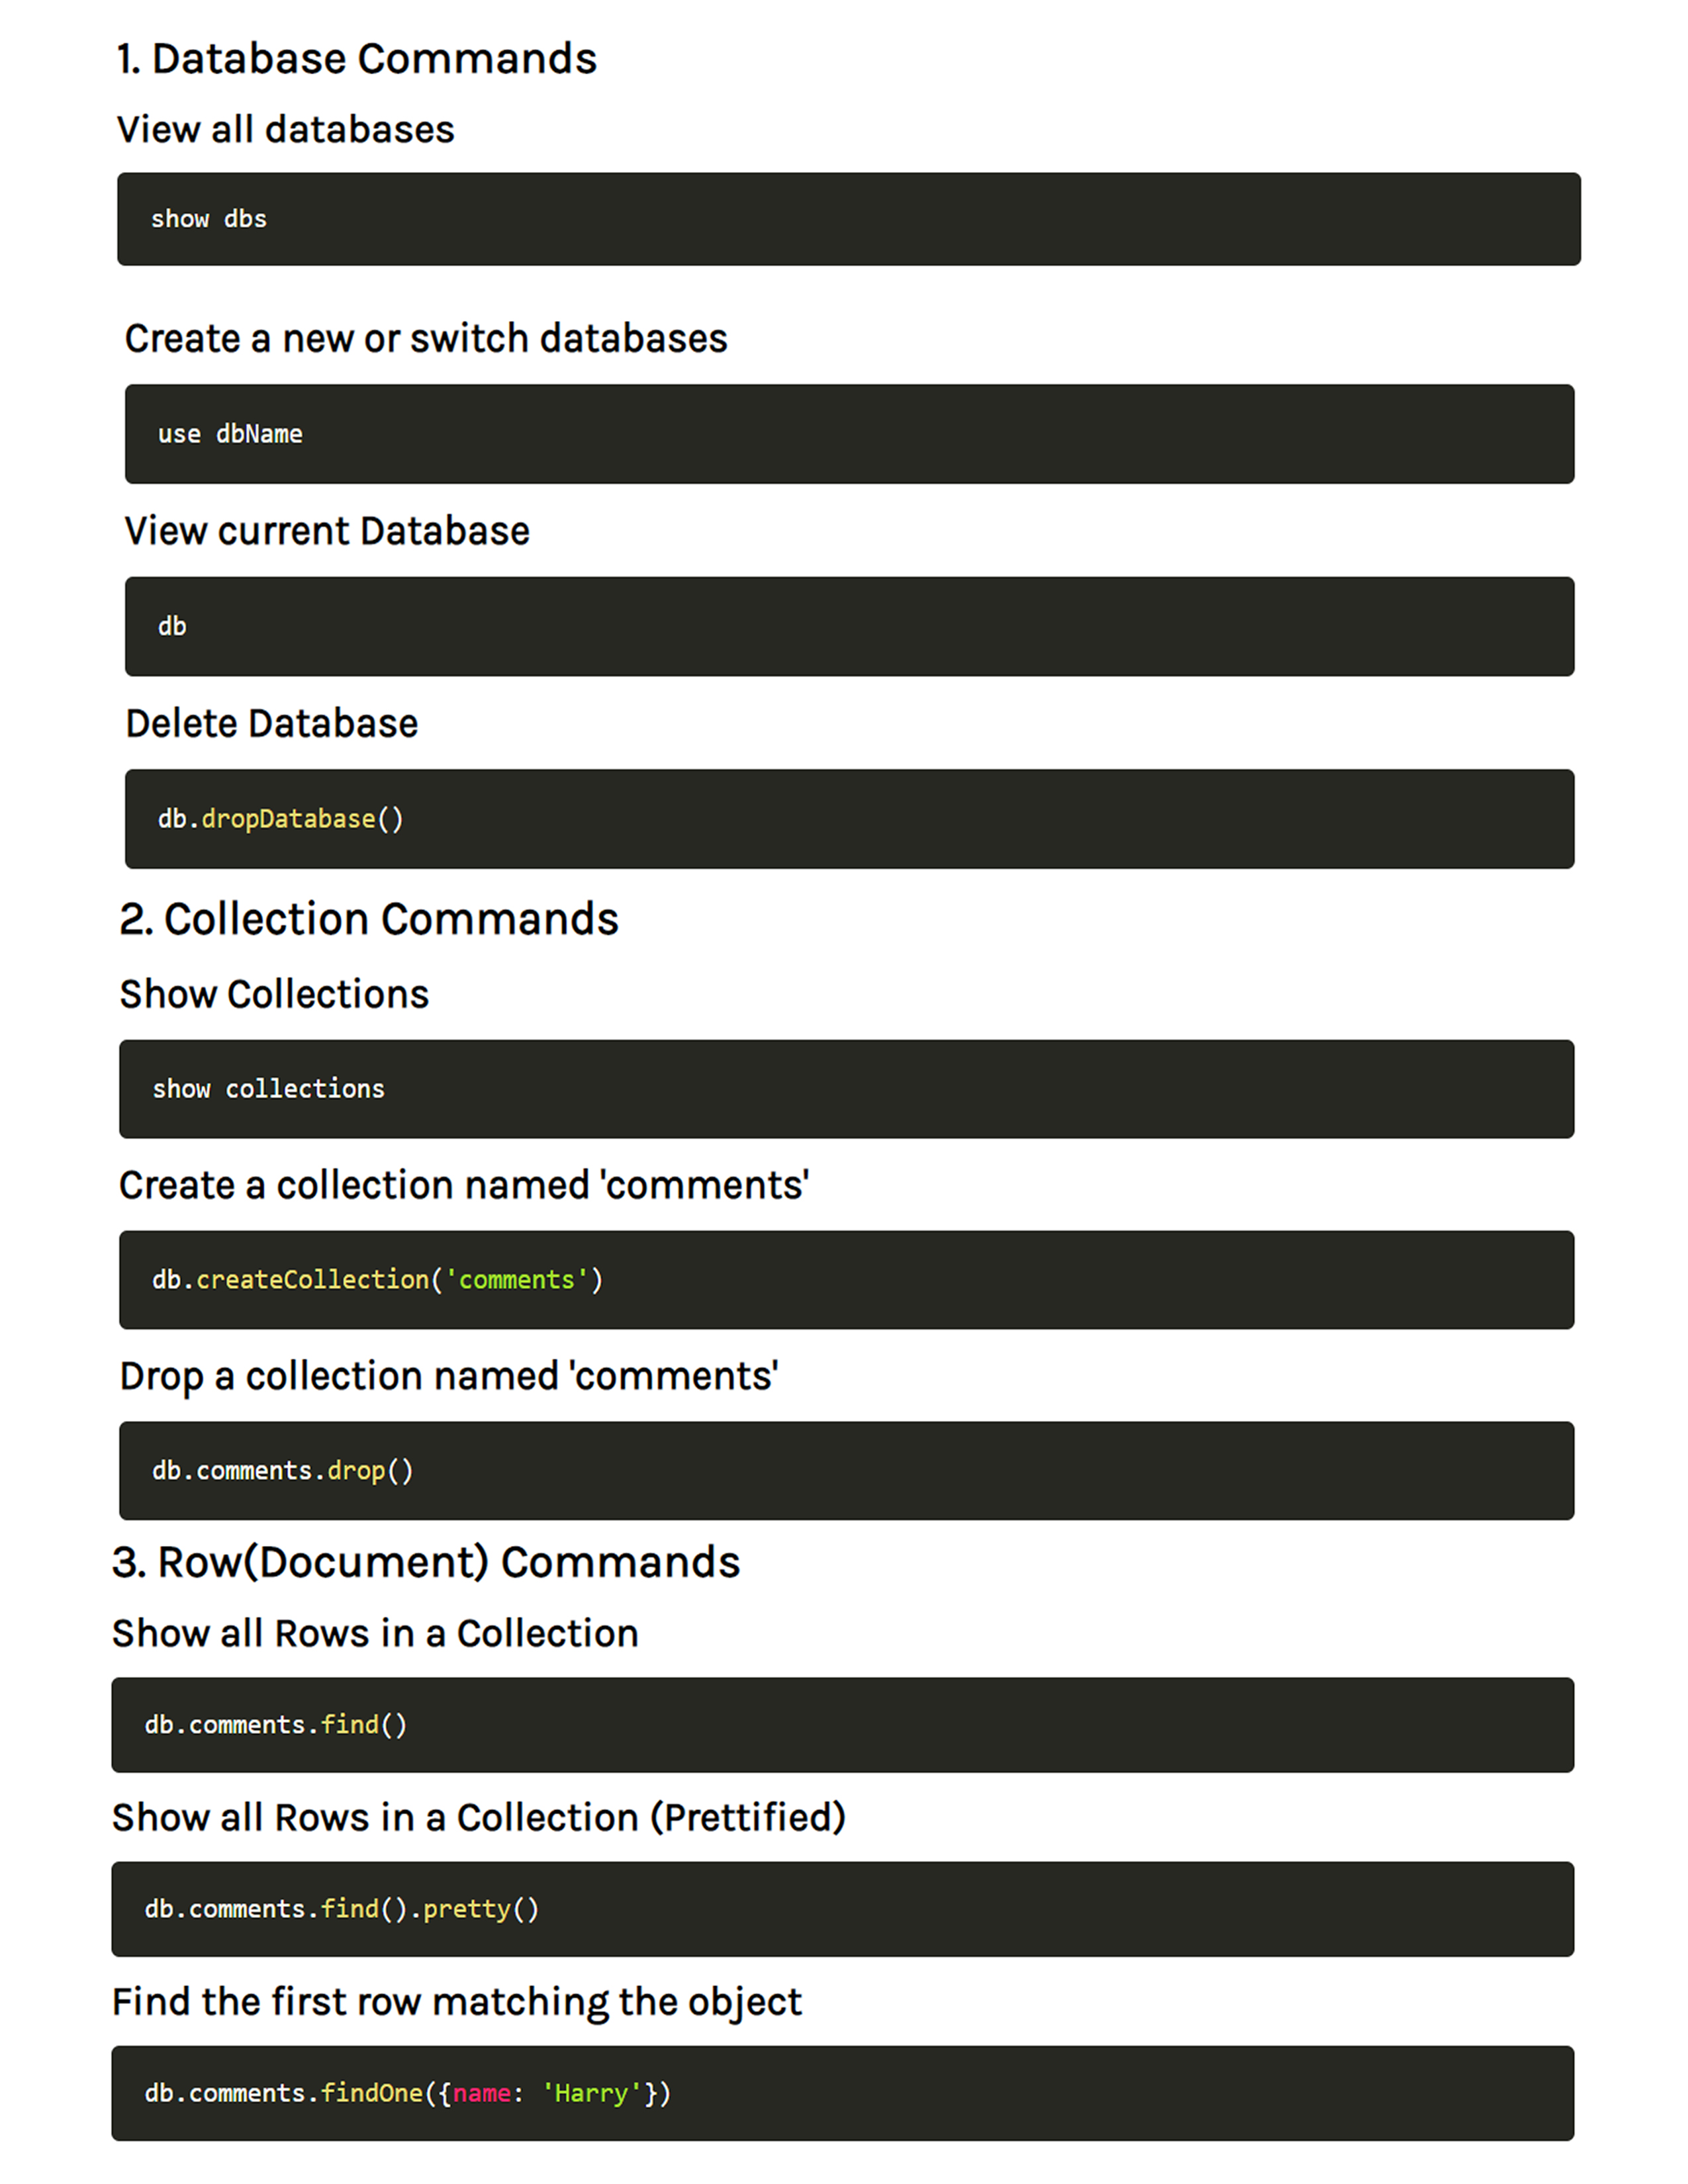 1. Database Commands
View all databases
show dbs
Create a new or switch databases
use dbName
View current Database
db
Delete Database
db.dropDatabase()
2. Collection Commands
Show Collections
show collections
Create a collection named 'comments'
db.createCollection('comments')
Drop a collection named 'comments'
db.comments.drop()
3. Row(Document) Commands
Show all Rows in a Collection
db.comments.find()
Show all Rows in a Collection (Prettified)
db.comments.find().pretty()
Find the first row matching the object
db.comments.findOne({name: 'Harry'})